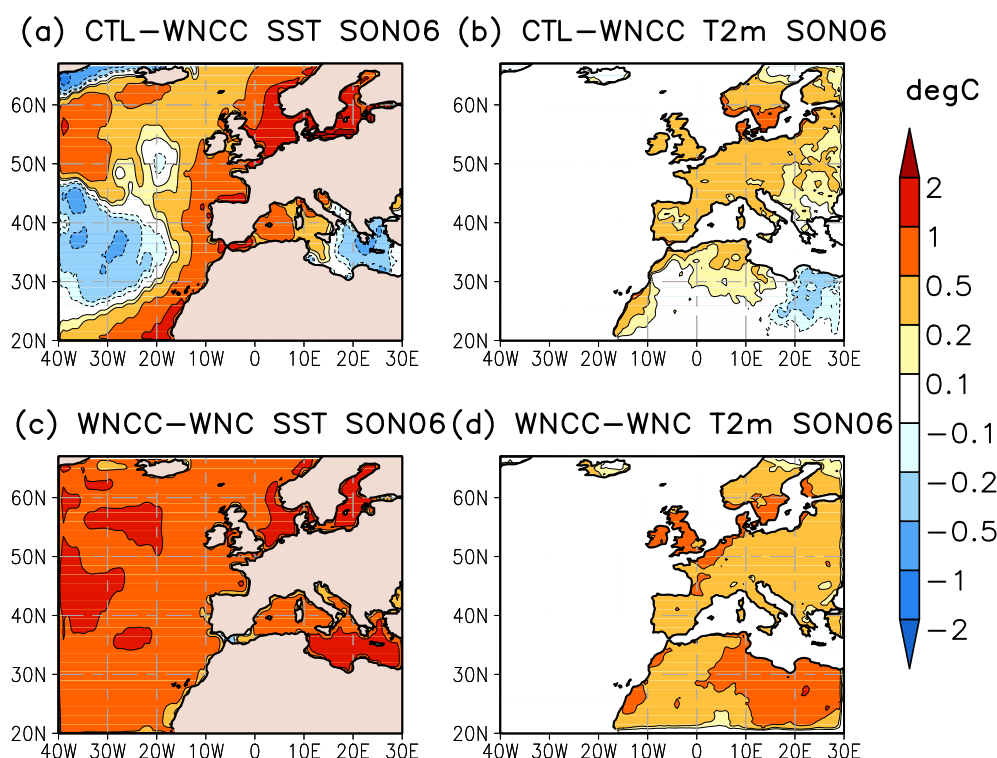 (a) CTL−WNCC SST SON06
(b) CTL−WNCC T2m SON06
60N
50N
40N
30N
20N
40W 30W 20W 10W 0 10E 20E 30E
60N
50N
40N
30N
20N
40W 30W 20W 10W 0 10E 20E 30E
(c) WNCC−WNC SST SON06
(d) WNCC−WNC T2m SON06
60N
50N
40N
30N
20N
40W 30W 20W 10W 0 10E 20E 30E
60N
50N
40N
30N
20N
40W 30W 20W 10W 0 10E 20E 30E
degC
2
1
0.5
0.2
0.1
−0.1
−0.2
−0.5
−1
−2